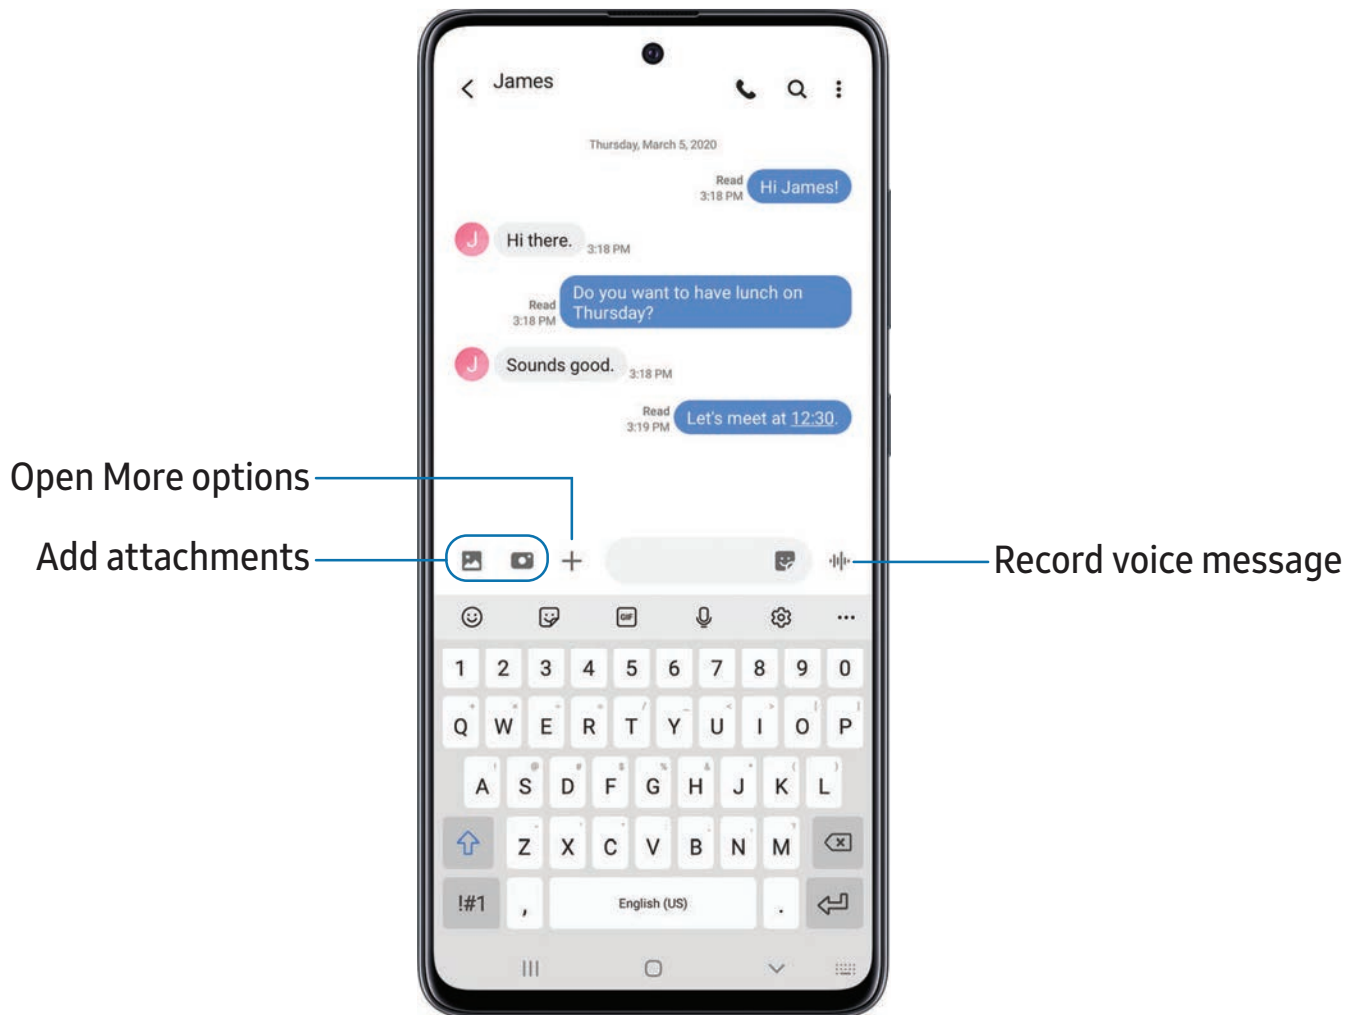 James
Thursday, March 5, 2020
Read
3:18 PM
Hi James!
J
Hi there.
3:18 PM
Read
3:18 PM
Do you want to have lunch on
Thursday?
J
Sounds good.
3:18 PM
Read
3:19 PM
Let's meet at 12:30.
Open More options
Add attachments
Record voice message
GIF
1 2 3 4 5 6 7 8 9 0
Q W E R T Y U I O P
A S D F G H J K L
Z X C V B N M
!#1 , English (US) .